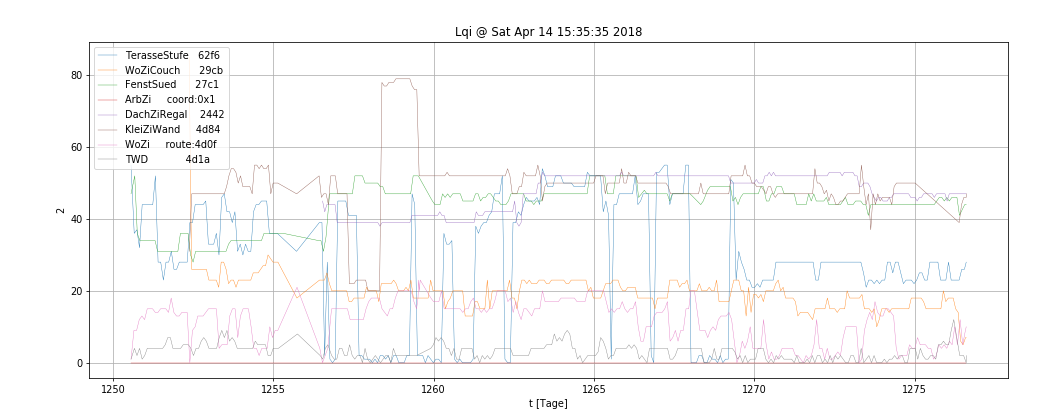 Lqi @ Sat Apr 14 15:35:35 2018
TerasseStufe 62f6
WoZiCouch 29cb
FenstSued 27c1
ArbZi coord:0x1
DachZiRegal 2442
KleiZiWand 4d84
WoZi route:4d0f
TWD 4d1a
80
60
40
20
0
2
1250 1255 1260 1265 1270 1275
t [Tage]